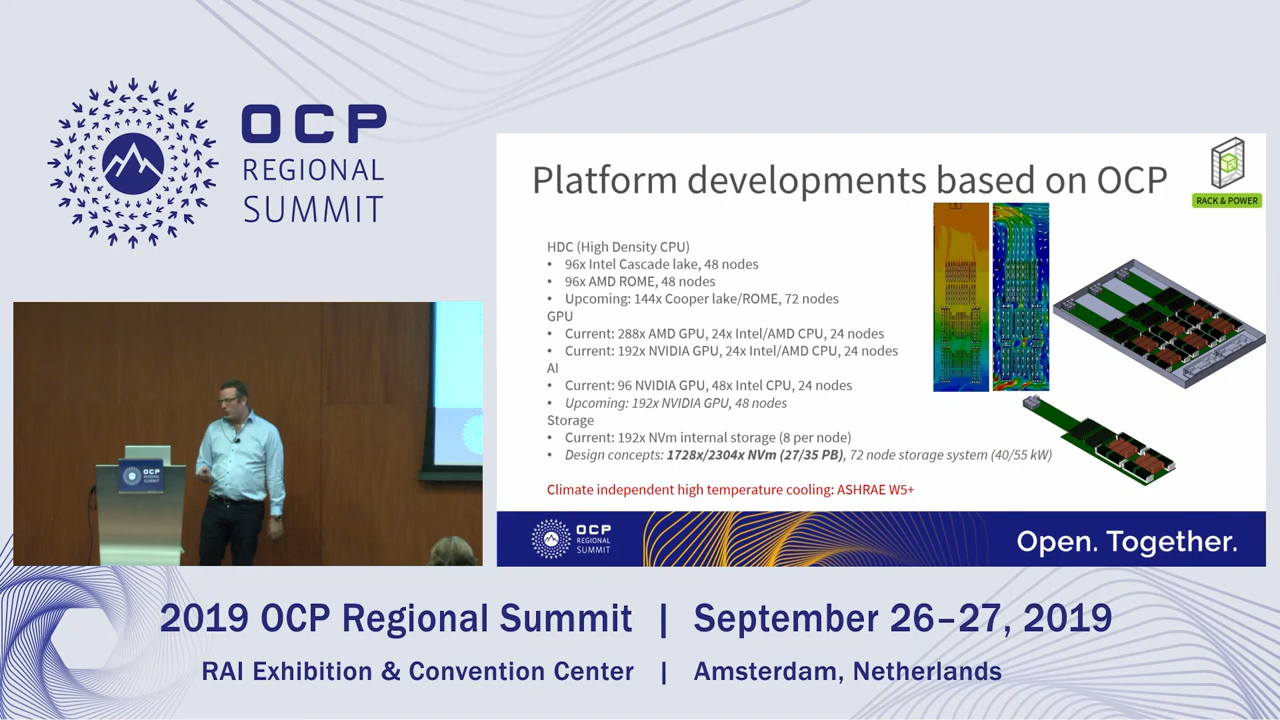 OCP
REGIONAL
SUMMIT
Platform developments based on OCP
RACK & POWER
HDC (High Density CPU)
• 96x Intel Cascade lake, 48 nodes
• 96x AMD ROME, 48 nodes
• Upcoming: 144x Cooper lake/ROME, 72 nodes
GPU
• Current: 288x AMD GPU, 24x Intel/AMD CPU, 24 nodes
• Current: 192x NVIDIA GPU, 24x Intel/AMD CPU, 24 nodes
AI
• Current: 96 NVIDIA GPU, 48x Intel CPU, 24 nodes
• Upcoming: 192x NVIDIA GPU, 48 nodes
Storage
• Current: 192x NVm internal storage (8 per node)
• Design concepts: 1728x/2304x NVm (27/35 PB), 72 node storage system (40/55 kW)
Climate independent high temperature cooling: ASHRAE W5+
OCP
REGIONAL
SUMMIT
Open. Together.
OCP
REGIONAL
SUMMIT
2019 OCP Regional Summit | September 26–27, 2019
RAI Exhibition & Convention Center | Amsterdam, Netherlands